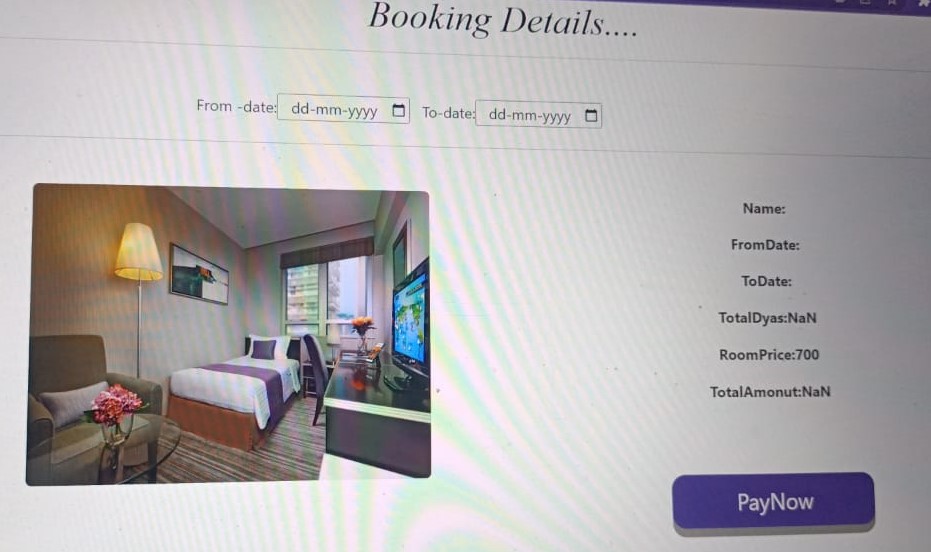 Booking Details....
From -date: dd-mm-yyyy To-date: dd-mm-yyyy
Name:
FromDate:
ToDate:
TotalDyas:NaN
RoomPrice:700
TotalAmonut:NaN
PayNow